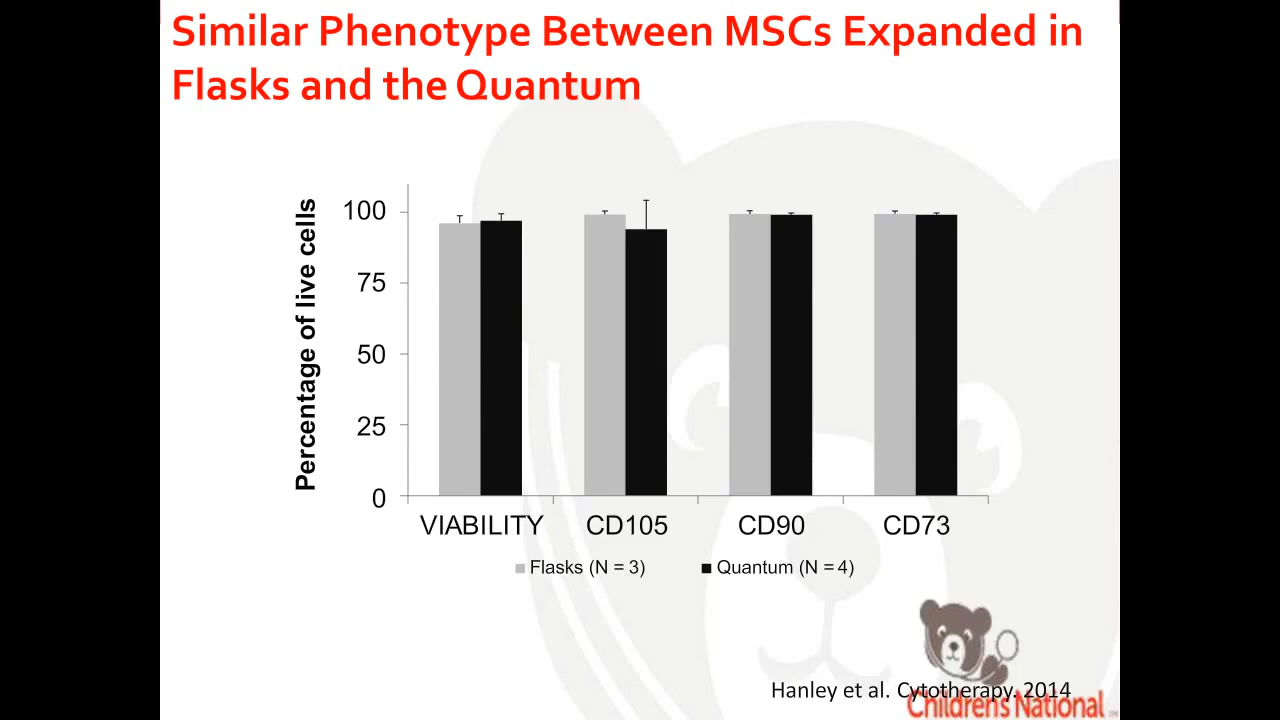 Similar Phenotype Between MSCs Expanded in
Flasks and the Quantum
Percentage of live cells
100
75
50
25
0
VIABILITY CD105 CD90 CD73
Flasks (N = 3) Quantum (N = 4)
Hanley et al. Cytotherapy. 2014
Children's National